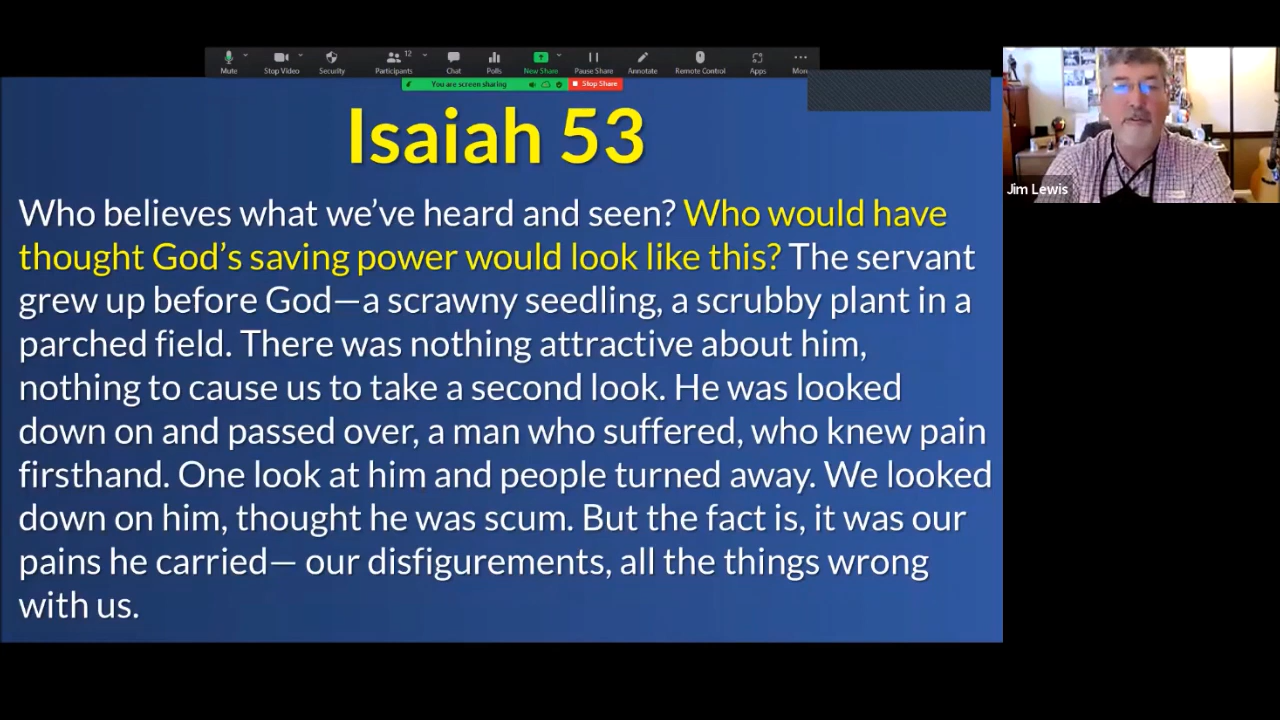 12
Mute
Stop Video
Security
Participants
Chat
Polls
New Share
Pause Share
Annotate
Remote Control
Apps
More
You are screen sharing
Stop Share
Isaiah 53
Who believes what we’ve heard and seen? Who would have
thought God’s saving power would look like this? The servant
grew up before God—a scrawny seedling, a scrubby plant in a
parched field. There was nothing attractive about him,
nothing to cause us to take a second look. He was looked
down on and passed over, a man who suffered, who knew pain
firsthand. One look at him and people turned away. We looked
down on him, thought he was scum. But the fact is, it was our
pains he carried— our disfigurements, all the things wrong
with us.
Jim Lewis